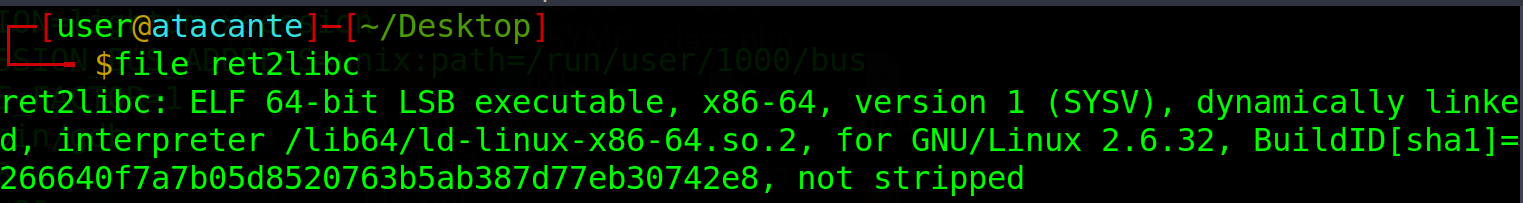 ┌─[user@atacante]─[~/Desktop]
└──╼ $file ret2libc
ret2libc: ELF 64-bit LSB executable, x86-64, version 1 (SYSV), dynamically linke
d, interpreter /lib64/ld-linux-x86-64.so.2, for GNU/Linux 2.6.32, BuildID[sha1]=
266640f7a7b05d8520763b5ab387d77eb30742e8, not stripped